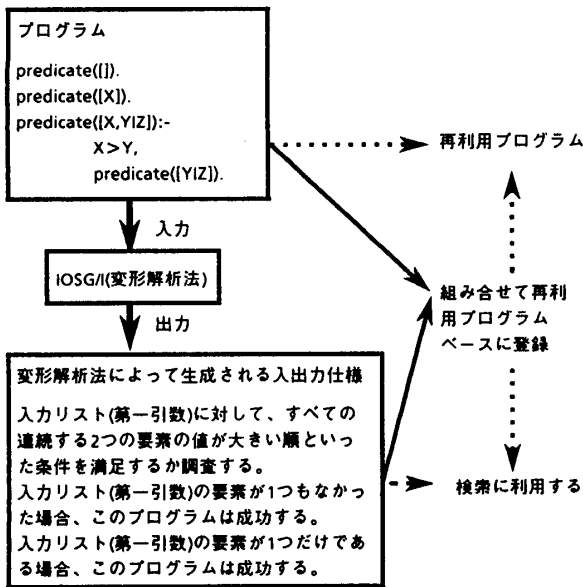 プログラム
predicate([]).
predicate([X]).
predicate([X,YIZ]):-
X>Y,
predicate([YIZ]).
再利用プログラム
入力
iOSG/I(変形解析法)
組み合せて再利
用プログラム
ベースに登録
出力
変形解析法によって生成される入出力仕様
入力リスト(第一引数)に対して、すべての
連続する2つの要素の値が大きい順といっ
た条件を満足するか調査する。
入力リスト(第一引数)の要素が1つもなかっ
た場合、このプログラムは成功する。
入力リスト(第一引数)の要素が1つだけであ
る場合、このプログラムは成功する。
検索に利用する